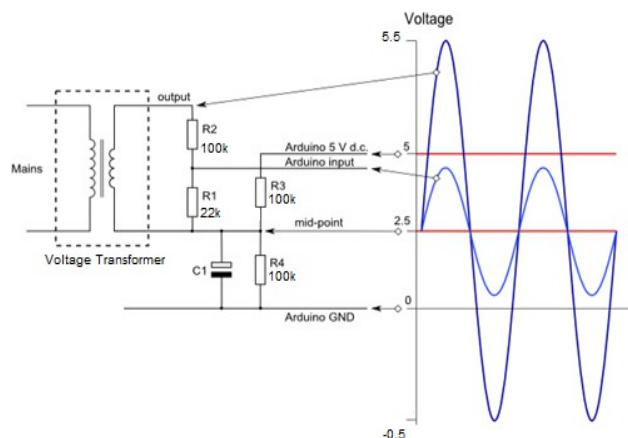 Voltage
5.5
output
R2
100k
Arduino 5 V d.c.
5
Arduino input
Mains
R1
22k
R3
100k
mid-point
2.5
Voltage Transformer
C1
R4
100k
0
Arduino GND
-0.5